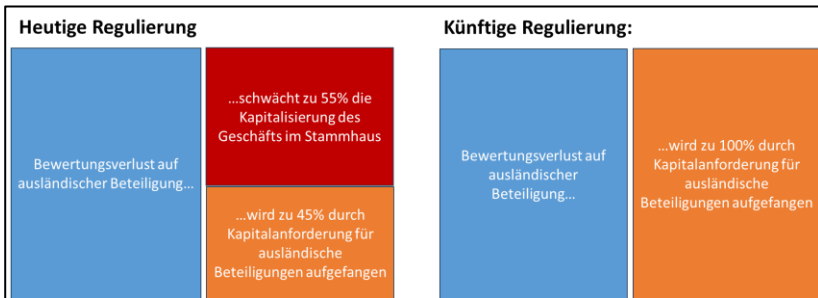 Heutige Regulierung
Bewertungsverlust auf
ausländischer Beteiligung...
...schwächt zu 55% die
Kapitalisierung des
Geschäfts im Stammhaus
...wird zu 45% durch
Kapitalanforderung für
ausländische
Beteiligungen aufgefangen
Künftige Regulierung:
Bewertungsverlust auf
ausländischer
Beteiligung...
...wird zu 100% durch
Kapitalanforderung für
ausländische
Beteiligungen aufgefangen